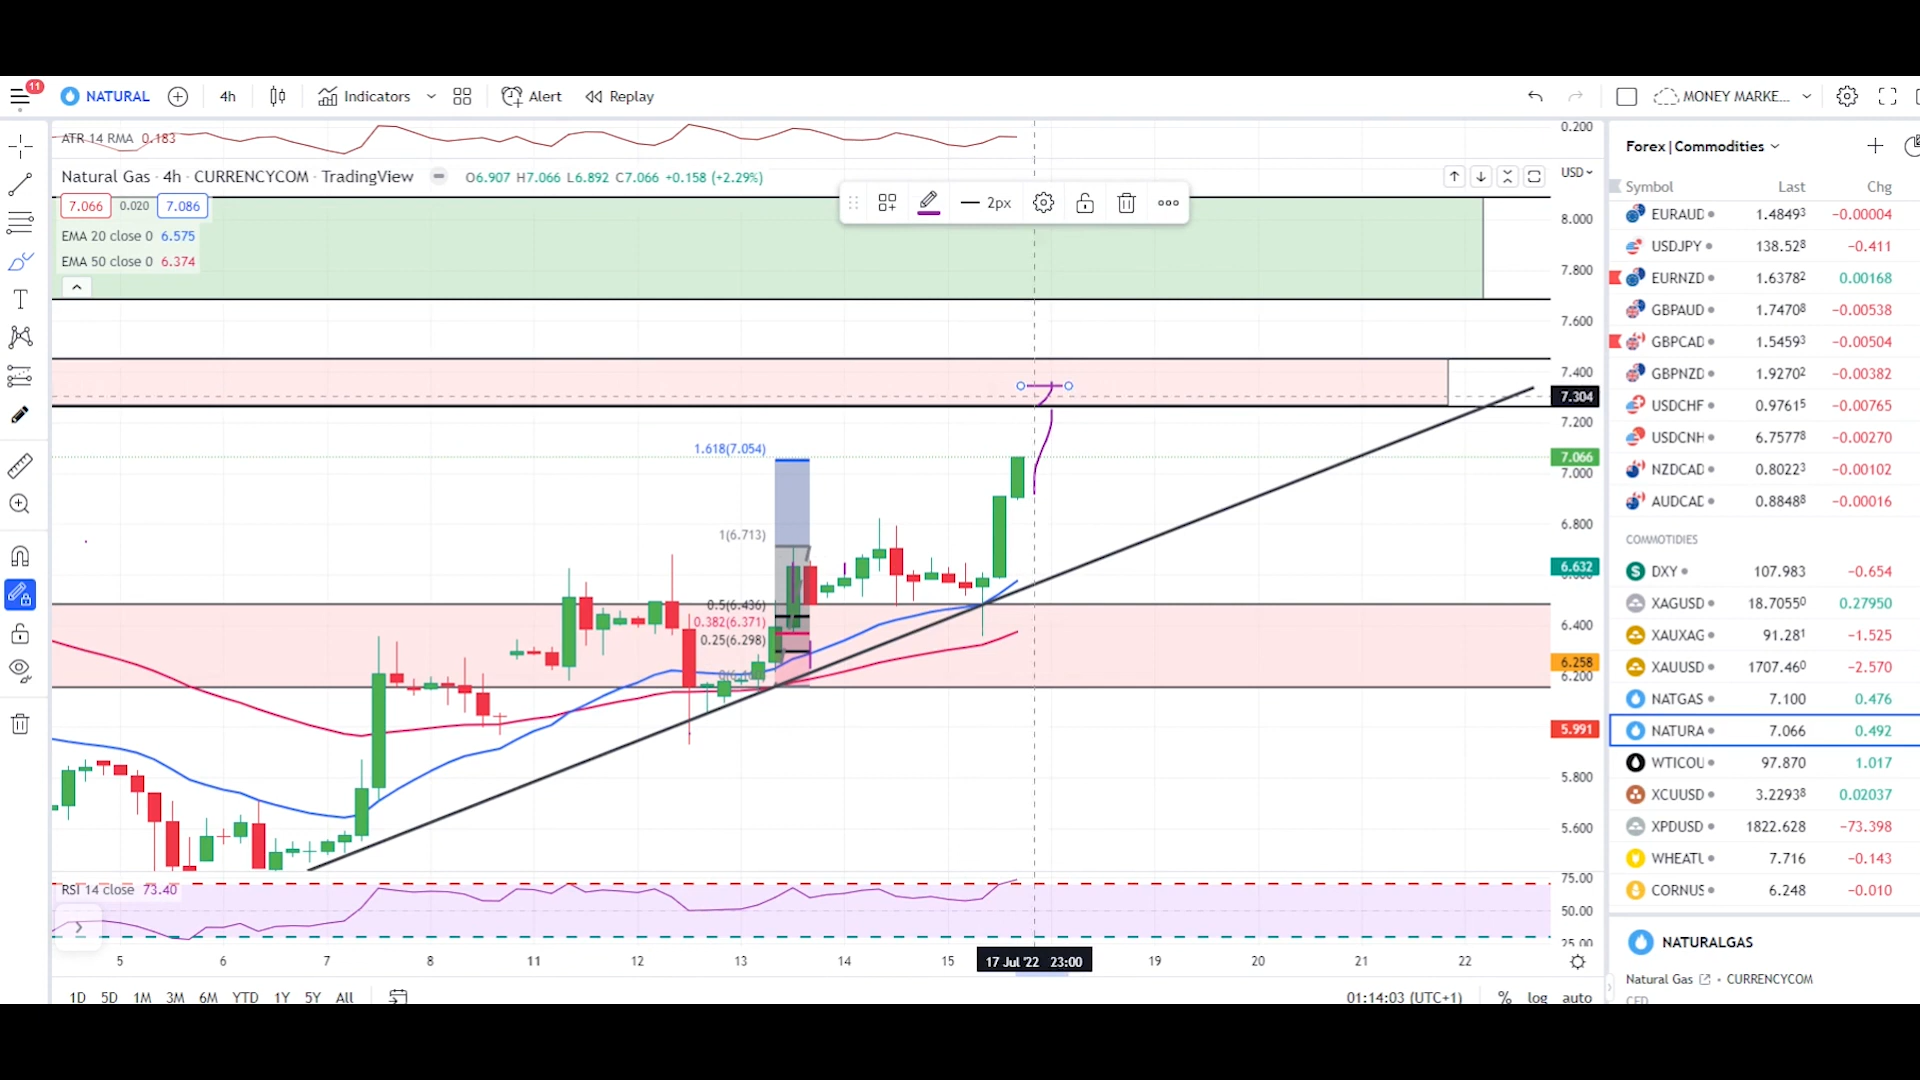 11
NATURAL 4h Indicators Alert Replay MONEY MARKE...
ATR 14 RMA 0.183
Natural Gas · 4h · CURRENCYCOM · TradingView O6.907 H7.066 L6.892 C7.066 +0.158 (+2.29%)
7.066 0.020 7.086
EMA 20 close 0 6.575
EMA 50 close 0 6.374
2px
USD
0.200
8.000
7.800
7.600
7.400
7.304
7.200
7.066
7.000
6.800
6.632
6.400
6.258
6.200
5.991
5.800
5.600
1.618(7.054)
1(6.713)
0.5(6.436)
0.382(6.371)
0.25(6.298)
RSI 14 close 73.40
75.00
50.00
25.00
5 6 7 8 11 12 13 14 15 17 Jul '22 23:00 19 20 21 22
1D 5D 1M 3M 6M YTD 1Y 5Y All
01:14:03 (UTC+1) % log auto
Forex|Commodities
Symbol Last Chg
EURAUD 1.48493 −0.00004
USDJPY 138.528 −0.411
EURNZD 1.63782 0.00168
GBPAUD 1.74708 −0.00538
GBPCAD 1.54593 −0.00504
GBPNZD 1.92702 −0.00382
USDCHF 0.97615 −0.00765
USDCNH 6.75778 −0.00270
NZDCAD 0.80223 −0.00102
AUDCAD 0.88488 −0.00016
COMMOTIDIES
DXY 107.983 −0.654
XAGUSD 18.70550 0.27950
XAUXAG 91.281 −1.525
XAUUSD 1707.460 −2.570
NATGAS 7.100 0.476
NATURA 7.066 0.492
WTICOU 97.870 1.017
XCUUSD 3.22938 0.02037
XPDUSD 1822.628 −73.398
WHEATU 7.716 −0.143
CORNUS 6.248 −0.010
NATURALGAS
Natural Gas · CURRENCYCOM
CFD